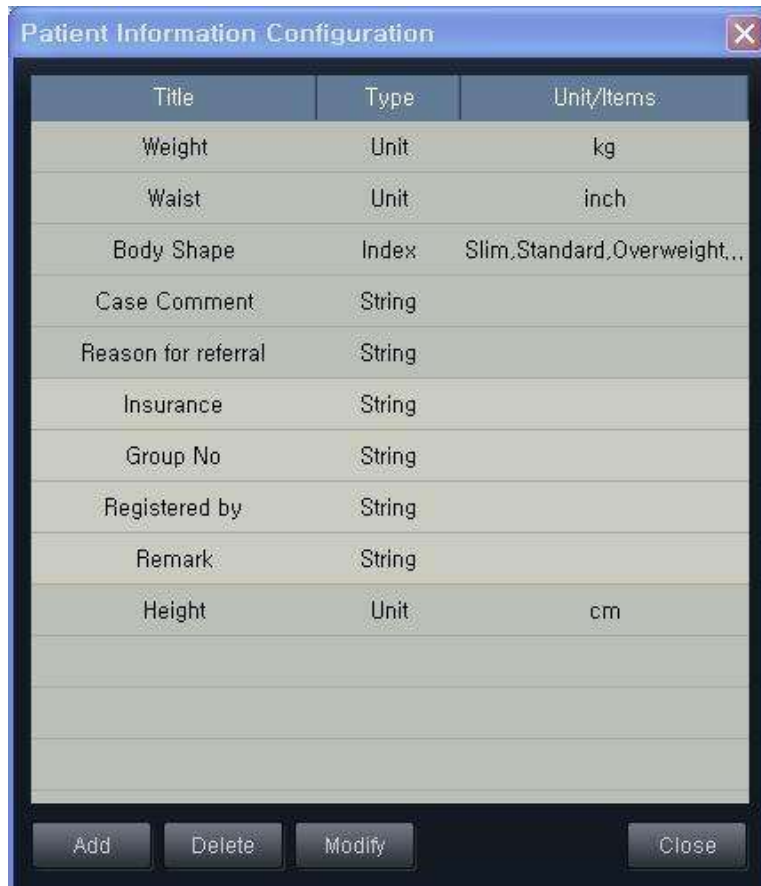 Patient Information Configuration
Title Type Unit/Items
Weight Unit kg
Waist Unit inch
Body Shape Index Slim,Standard,Overweight,..
Case Comment String
Reason for referral String
Insurance String
Group No String
Registered by String
Remark String
Height Unit cm
Add Delete Modify Close